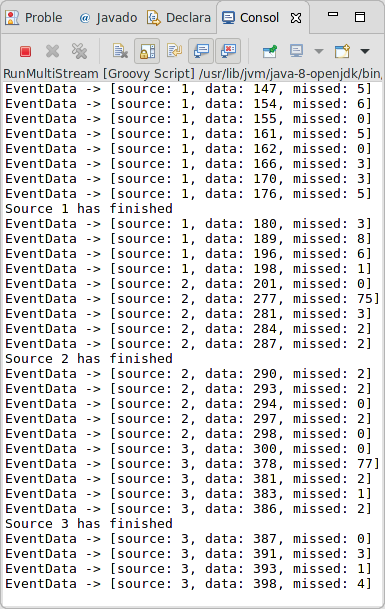 Proble
Javado
Declara
Consol
RunMultiStream [Groovy Script] /usr/lib/jvm/java-8-openjdk/bin,
EventData -> [source: 1, data: 147, missed: 5]
EventData -> [source: 1, data: 154, missed: 6]
EventData -> [source: 1, data: 155, missed: 0]
EventData -> [source: 1, data: 161, missed: 5]
EventData -> [source: 1, data: 162, missed: 0]
EventData -> [source: 1, data: 166, missed: 3]
EventData -> [source: 1, data: 170, missed: 3]
EventData -> [source: 1, data: 176, missed: 5]
Source 1 has finished
EventData -> [source: 1, data: 180, missed: 3]
EventData -> [source: 1, data: 189, missed: 8]
EventData -> [source: 1, data: 196, missed: 6]
EventData -> [source: 1, data: 198, missed: 1]
EventData -> [source: 2, data: 201, missed: 0]
EventData -> [source: 2, data: 277, missed: 75]
EventData -> [source: 2, data: 281, missed: 3]
EventData -> [source: 2, data: 284, missed: 2]
EventData -> [source: 2, data: 287, missed: 2]
Source 2 has finished
EventData -> [source: 2, data: 290, missed: 2]
EventData -> [source: 2, data: 293, missed: 2]
EventData -> [source: 2, data: 294, missed: 0]
EventData -> [source: 2, data: 297, missed: 2]
EventData -> [source: 2, data: 298, missed: 0]
EventData -> [source: 3, data: 300, missed: 0]
EventData -> [source: 3, data: 378, missed: 77]
EventData -> [source: 3, data: 381, missed: 2]
EventData -> [source: 3, data: 383, missed: 1]
EventData -> [source: 3, data: 386, missed: 2]
Source 3 has finished
EventData -> [source: 3, data: 387, missed: 0]
EventData -> [source: 3, data: 391, missed: 3]
EventData -> [source: 3, data: 393, missed: 1]
EventData -> [source: 3, data: 398, missed: 4]